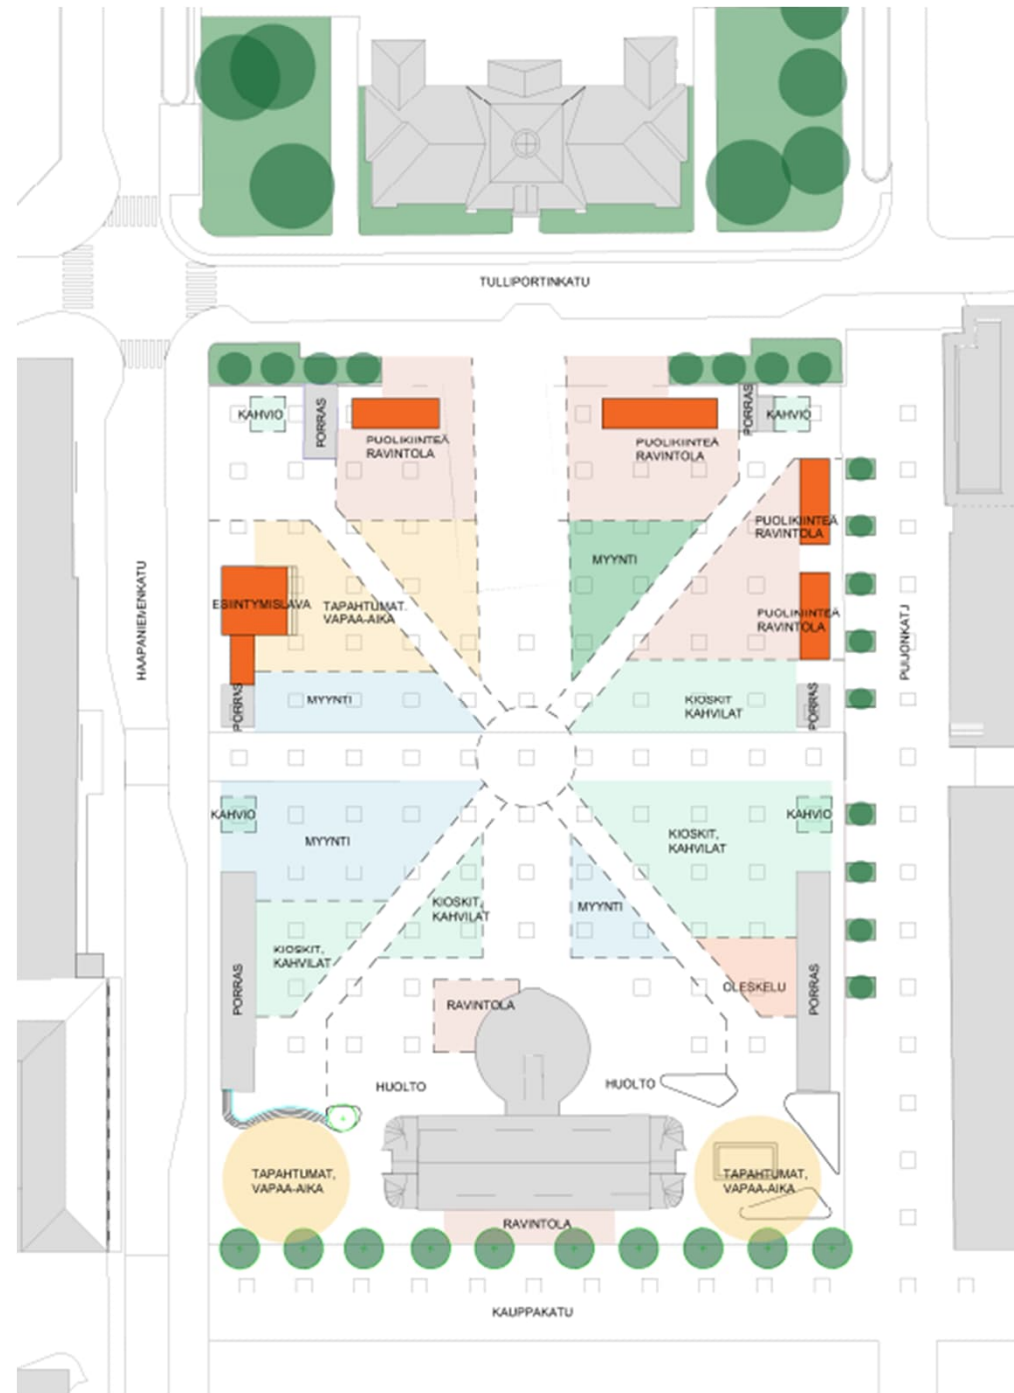 TULLIPORTINKATU
KAHVIO
PORRAS
PUOLIKIINTEÄ
RAVINTOLA
PUOLIKIINTEÄ
RAVINTOLA
PORRAS
KAHVIO
PUOLIKIINTEÄ
RAVINTOLA
MYYNTI
HAAPANIEMENKATU
ESIINTYMISLAVA
TAPAHTUMAT,
VAPAA-AIKA
PUOLIKIINTEÄ
RAVINTOLA
PUIJONKATU
PORRAS
MYYNTI
KIOSKIT
KAHVILAT
PORRAS
KAHVIO
MYYNTI
KIOSKIT,
KAHVILAT
KAHVIO
KIOSKIT,
KAHVILAT
MYYNTI
KIOSKIT,
KAHVILAT
PORRAS
RAVINTOLA
OLESKELU
PORRAS
HUOLTO
HUOLTO
TAPAHTUMAT,
VAPAA-AIKA
TAPAHTUMAT,
VAPAA-AIKA
RAVINTOLA
KAUPPAKATU